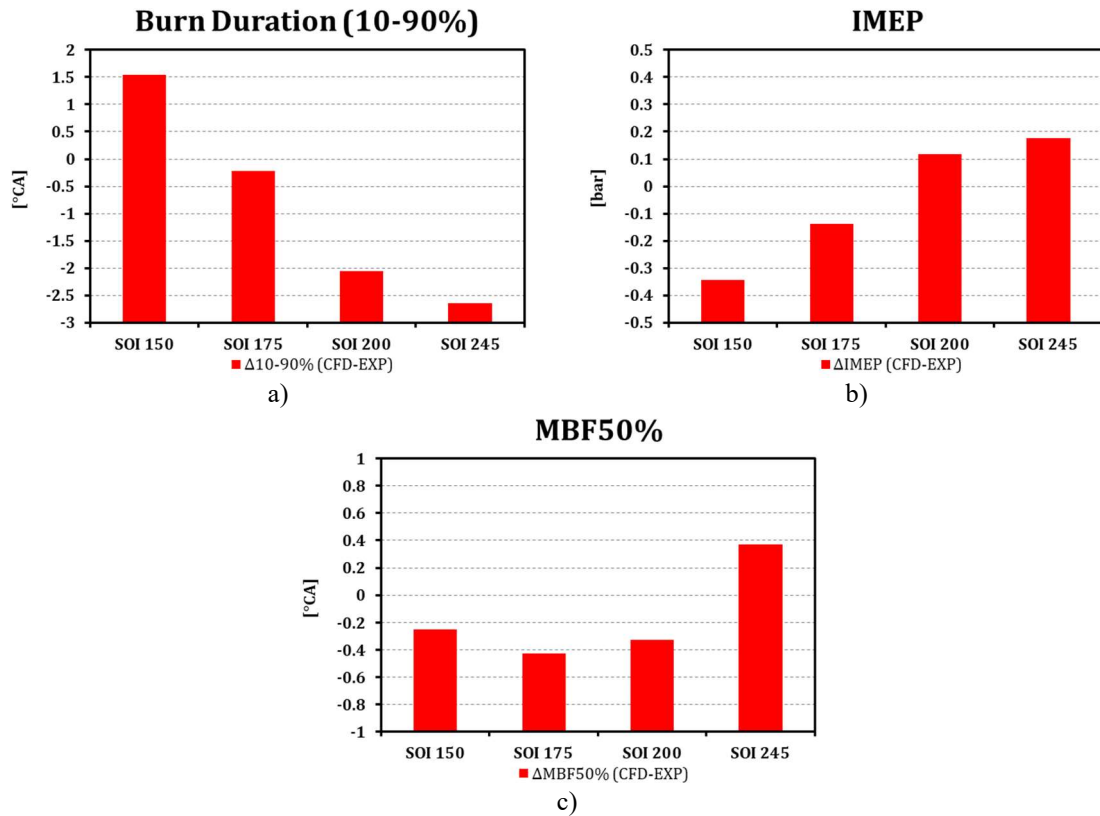 Burn Duration (10-90%)
2
1.5
1
0.5
0
-0.5
-1
-1.5
-2
-2.5
-3
[°CA]
SOI 150 SOI 175 SOI 200 SOI 245
Δ10-90% (CFD-EXP)
a)
IMEP
0.5
0.4
0.3
0.2
0.1
0
-0.1
-0.2
-0.3
-0.4
-0.5
[bar]
SOI 150 SOI 175 SOI 200 SOI 245
ΔIMEP (CFD-EXP)
b)
MBF50%
1
0.8
0.6
0.4
0.2
0
-0.2
-0.4
-0.6
-0.8
-1
[°CA]
SOI 150 SOI 175 SOI 200 SOI 245
ΔMBF50% (CFD-EXP)
c)